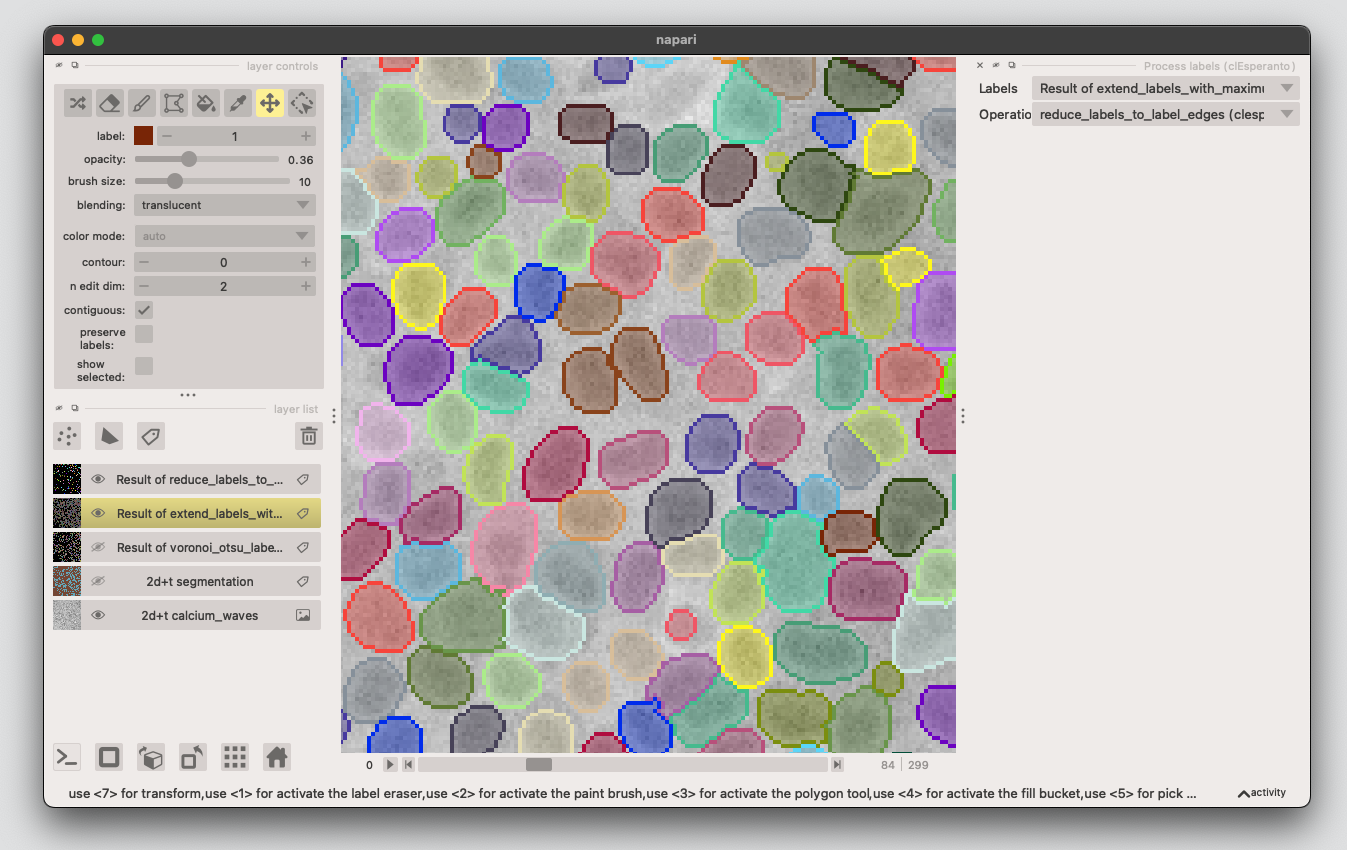 napari
layer controls
label:
1
opacity:
0.36
brush size:
10
blending:
translucent
color mode:
auto
contour:
0
n edit dim:
2
contiguous:
preserve
labels:
show
selected:
layer list
Result of reduce_labels_to_...
Result of extend_labels_wit...
Result of voronoi_otsu_labe...
2d+t segmentation
2d+t calcium_waves
Process labels (clEsperanto)
Labels
Result of extend_labels_with_maximu
Operatio
reduce_labels_to_label_edges (clesp
0
84
299
use <7> for transform,use <1> for activate the label eraser,use <2> for activate the paint brush,use <3> for activate the polygon tool,use <4> for activate the fill bucket,use <5> for pick ...
activity